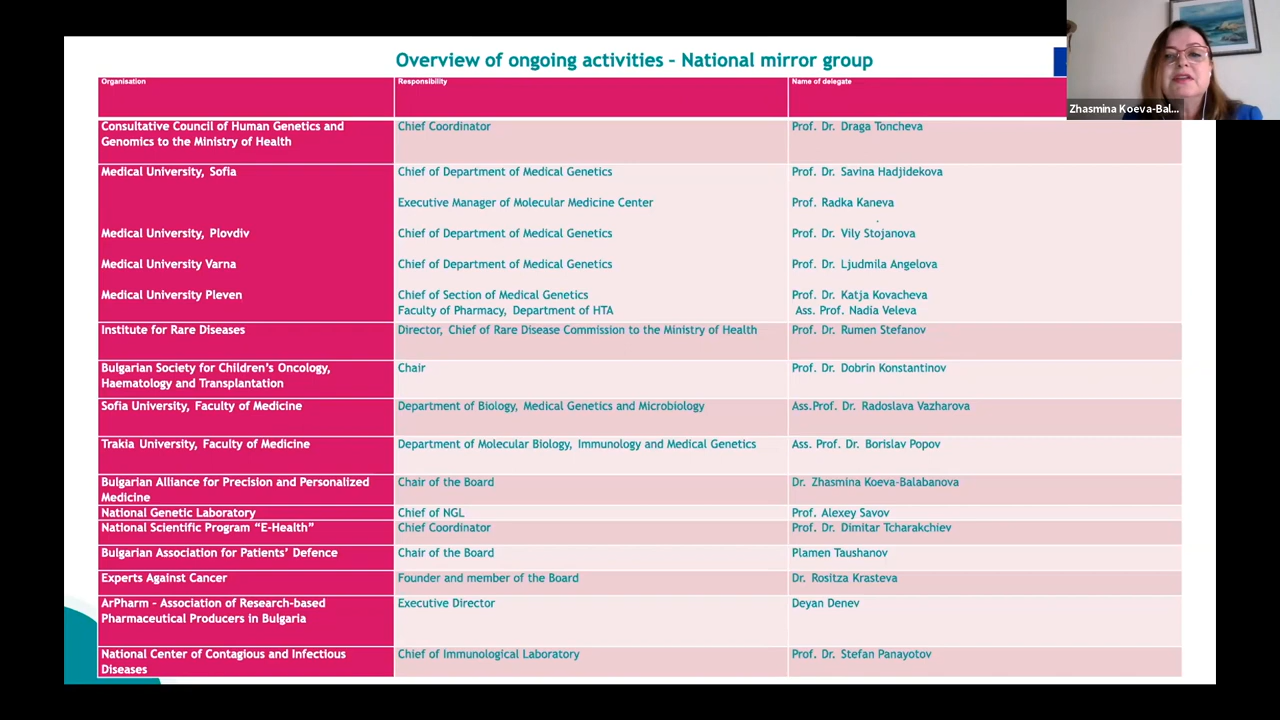 Overview of ongoing activities - National mirror group
Zhasmina Koeva-Bal...
Organisation
Responsibility
Name of delegate
Consultative Council of Human Genetics and
Genomics to the Ministry of Health
Chief Coordinator
Prof. Dr. Draga Toncheva
Medical University, Sofia
Chief of Department of Medical Genetics
Prof. Dr. Savina Hadjidekova
Executive Manager of Molecular Medicine Center
Prof. Radka Kaneva
Medical University, Plovdiv
Chief of Department of Medical Genetics
Prof. Dr. Vily Stojanova
Medical University Varna
Chief of Department of Medical Genetics
Prof. Dr. Ljudmila Angelova
Medical University Pleven
Chief of Section of Medical Genetics
Prof. Dr. Katja Kovacheva
Faculty of Pharmacy, Department of HTA
Ass. Prof. Nadia Veleva
Institute for Rare Diseases
Director, Chief of Rare Disease Commission to the Ministry of Health
Prof. Dr. Rumen Stefanov
Bulgarian Society for Children's Oncology,
Haematology and Transplantation
Chair
Prof. Dr. Dobrin Konstantinov
Sofia University, Faculty of Medicine
Department of Biology, Medical Genetics and Microbiology
Ass.Prof. Dr. Radoslava Vazharova
Trakia University, Faculty of Medicine
Department of Molecular Biology, Immunology and Medical Genetics
Ass. Prof. Dr. Borislav Popov
Bulgarian Alliance for Precision and Personalized
Medicine
Chair of the Board
Dr. Zhasmina Koeva-Balabanova
National Genetic Laboratory
Chief of NGL
Prof. Alexey Savov
National Scientific Program "E-Health"
Chief Coordinator
Prof. Dr. Dimitar Tcharakchiev
Bulgarian Association for Patients' Defence
Chair of the Board
Plamen Taushanov
Experts Against Cancer
Founder and member of the Board
Dr. Rositza Krasteva
ArPharm - Association of Research-based
Pharmaceutical Producers in Bulgaria
Executive Director
Deyan Denev
National Center of Contagious and Infectious
Diseases
Chief of Immunological Laboratory
Prof. Dr. Stefan Panayotov